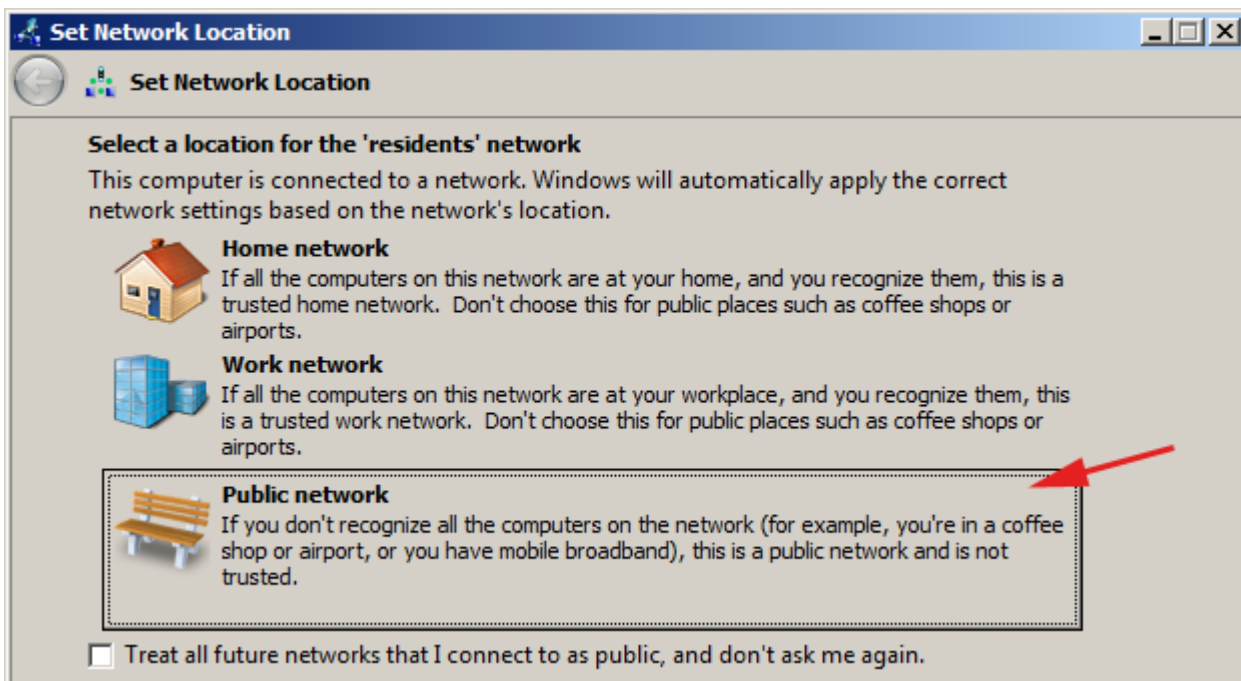 Set Network Location
Set Network Location
Select a location for the 'residents' network
This computer is connected to a network. Windows will automatically apply the correct
network settings based on the network's location.
Home network
If all the computers on this network are at your home, and you recognize them, this is a
trusted home network.  Don't choose this for public places such as coffee shops or
airports.
Work network
If all the computers on this network are at your workplace, and you recognize them, this
is a trusted work network.  Don't choose this for public places such as coffee shops or
airports.
Public network
If you don't recognize all the computers on the network (for example, you're in a coffee
shop or airport, or you have mobile broadband), this is a public network and is not
trusted.
Treat all future networks that I connect to as public, and don't ask me again.